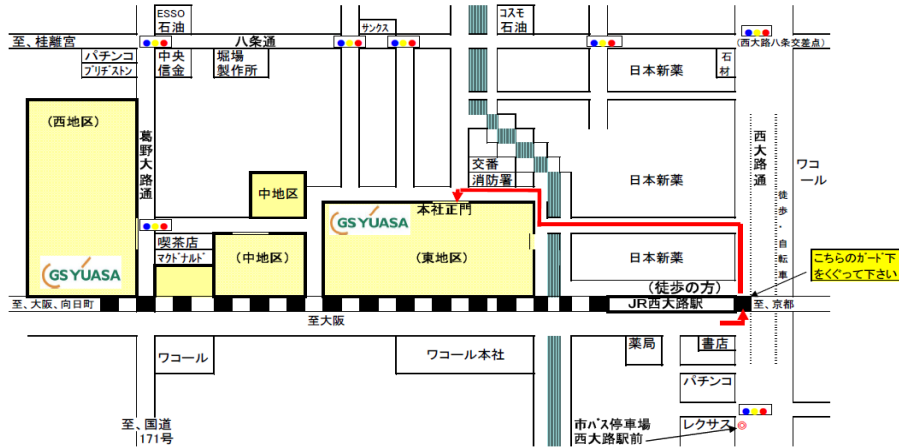 ESSO
石油
サンクス
コスモ
石油
至、桂離宮
八条通
(西大路八条交差点)
パチンコ
ブリヂストン
中央
信金
堀場
製作所
日本新薬
石
材
(西地区)
葛野大路通
西大路通
ワコール
交番
消防署
日本新薬
中地区
徒歩・自転車
本社正門
GS YUASA
喫茶店
マクドナルド
(中地区)
(東地区)
日本新薬
こちらのガード下
をくぐって下さい
GS YUASA
(徒歩の方)
至、大阪、向日町
JR西大路駅
至、京都
至大阪
ワコール
ワコール本社
薬局
書店
パチンコ
至、国道
171号
市バス停車場
西大路駅前
レクサス